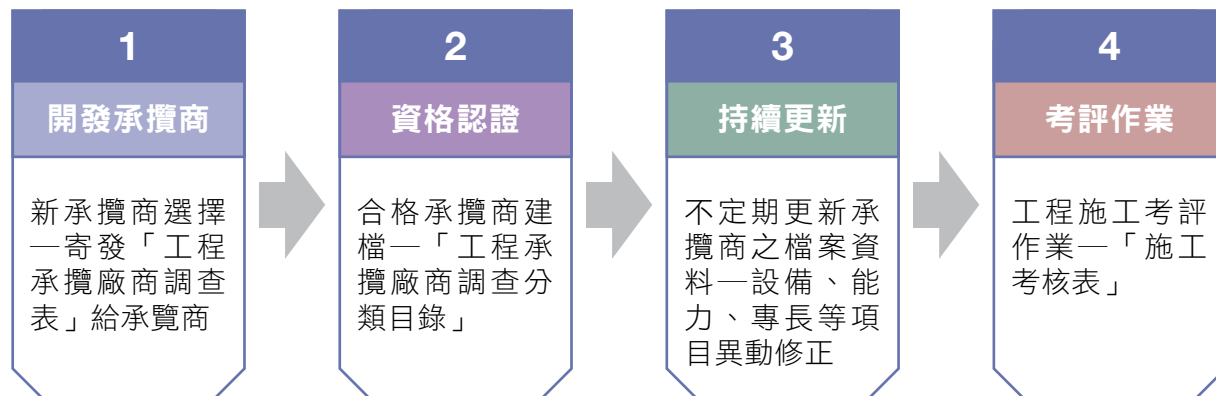 1
開發承攬商
新承攬商選擇
—寄發「工程
承攬廠商調查
表」給承覽商
2
資格認證
合格承攬商建
檔—「工程承
攬廠商調查分
類目錄」
3
持續更新
不定期更新承
攬商之檔案資
料—設備、能
力、專長等項
目異動修正
4
考評作業
工程施工考評
作業—「施工
考核表」